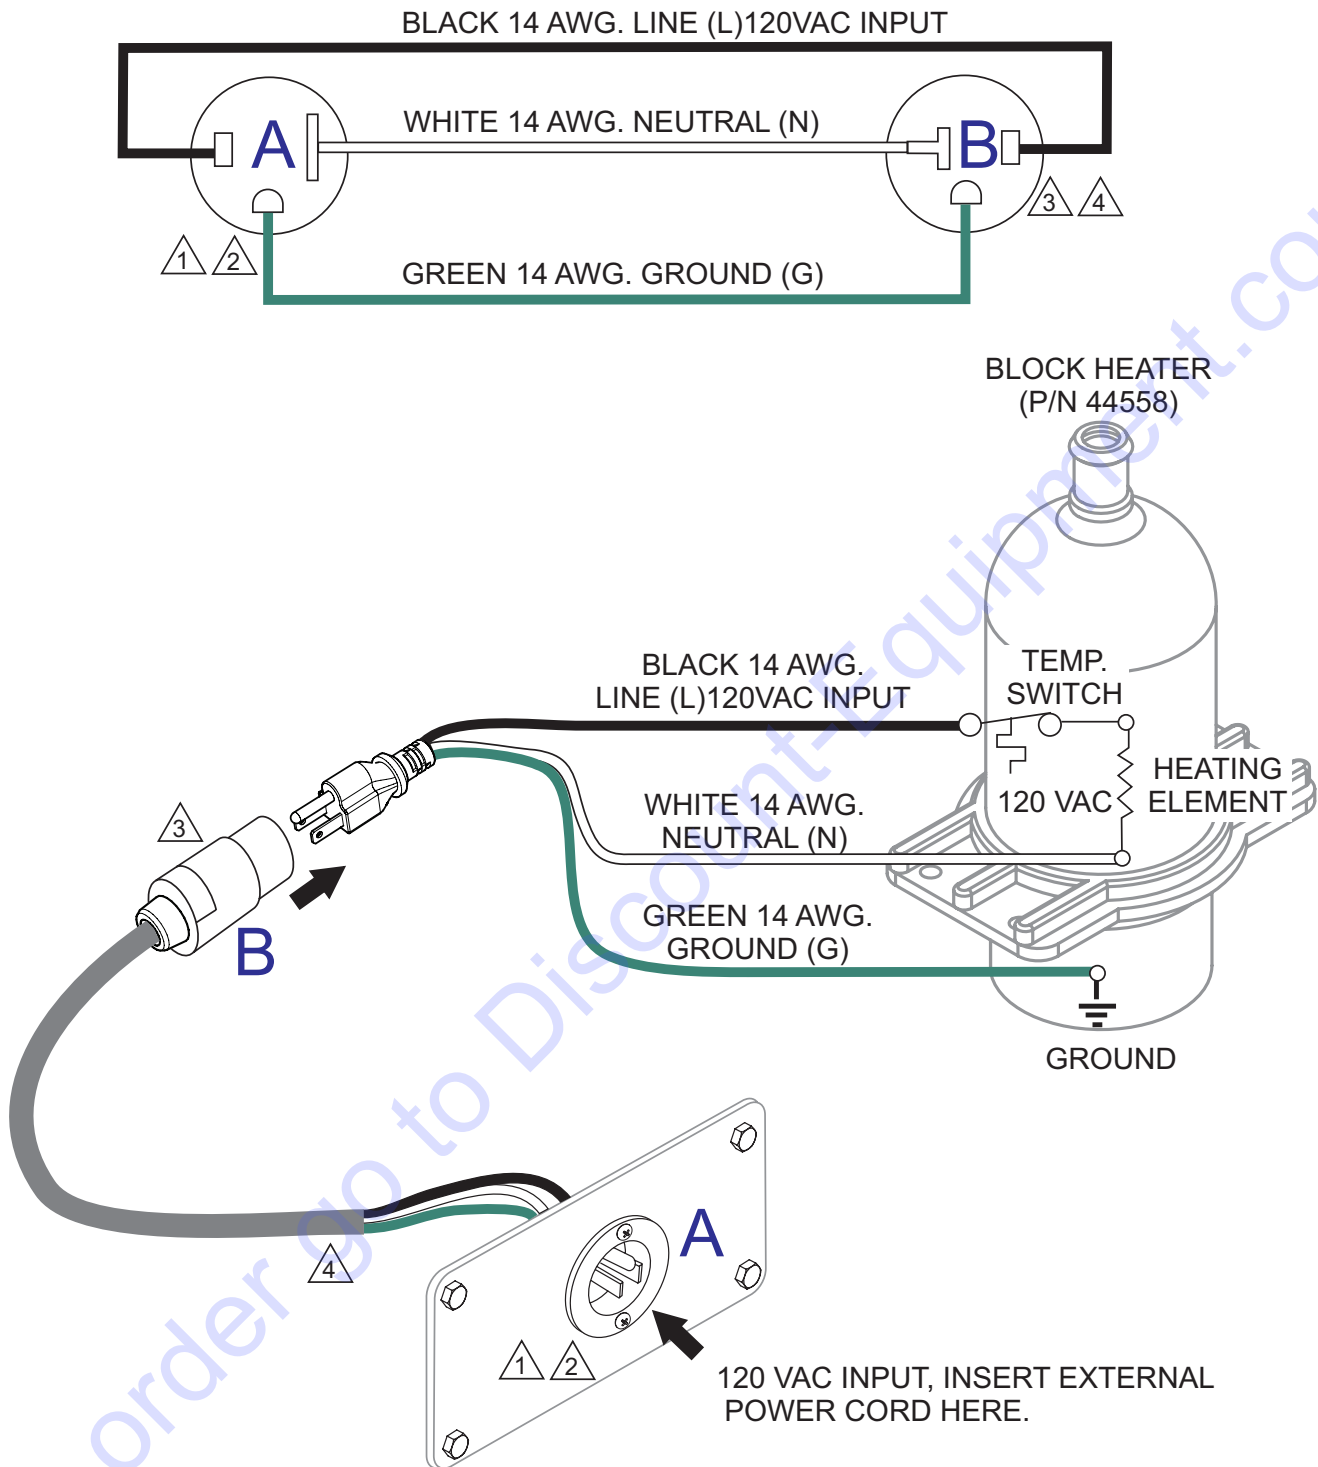 BLACK 14 AWG. LINE (L)120VAC INPUT
A
WHITE 14 AWG. NEUTRAL (N)
B
1
2
3
4
GREEN 14 AWG. GROUND (G)
BLOCK HEATER
(P/N 44558)
BLACK 14 AWG.
LINE (L)120VAC INPUT
TEMP.
SWITCH
HEATING
ELEMENT
120 VAC
WHITE 14 AWG.
NEUTRAL (N)
3
B
GREEN 14 AWG.
GROUND (G)
GROUND
A
4
1
2
120 VAC INPUT, INSERT EXTERNAL
POWER CORD HERE.
order go to Discount-Equipment.com